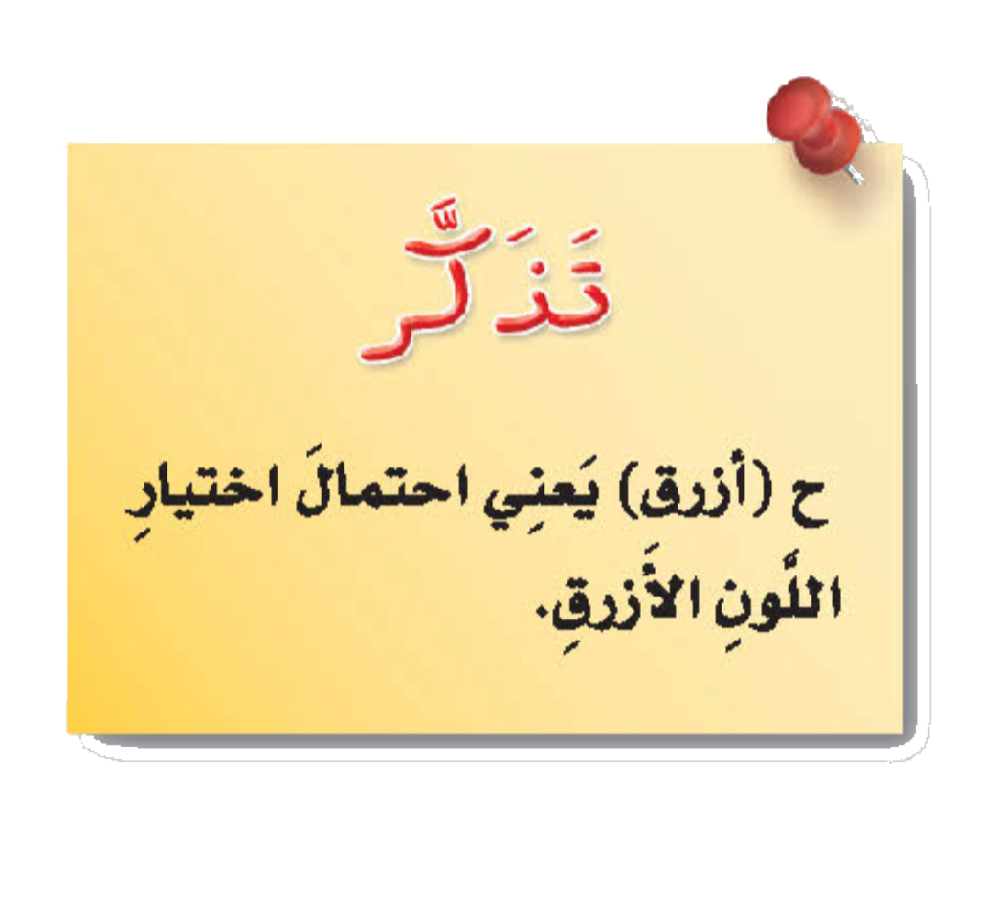 تَذَكَّر
ح (أزرق) يَعنِي احتمالَ اختيارِ
اللَّونِ الأَزرقِ.